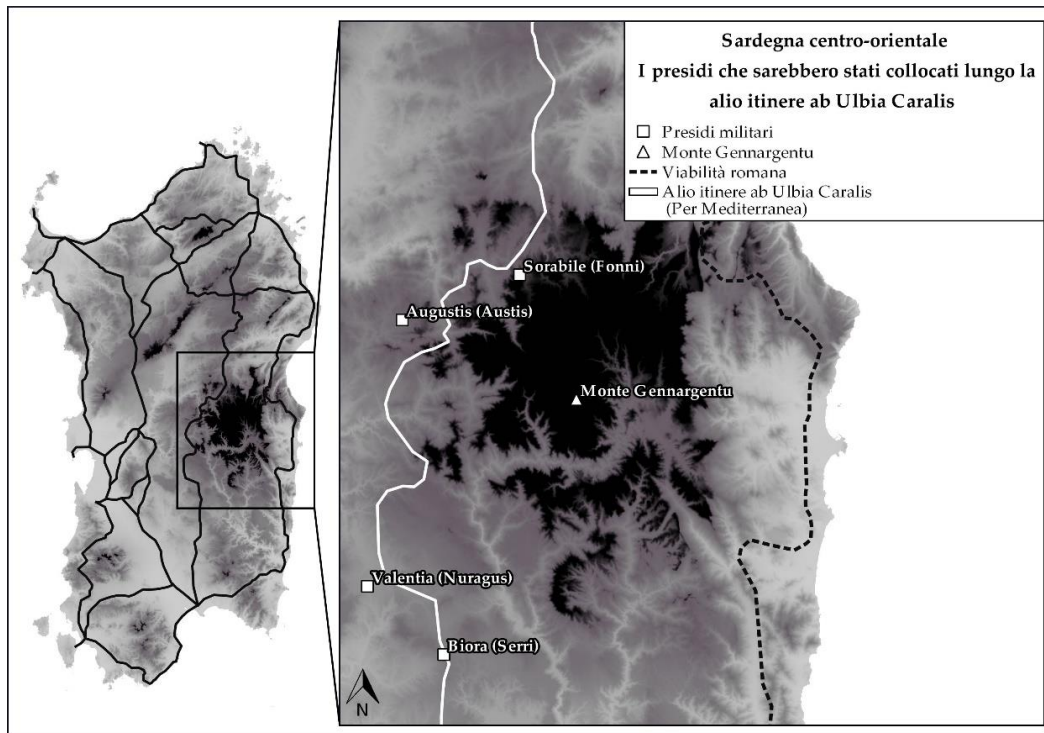 Sardegna centro-orientale
I presidi che sarebbero stati collocati lungo la
alio itinere ab Ulbia Caralis
Presidi militari
Monte Gennargentu
Viabilità romana
Alio itinere ab Ulbia Caralis
(Per Mediterranea)
Sorabile (Fonni)
Augustis (Austis)
Monte Gennargentu
Valentia (Nuragus)
Biora (Serri)
N